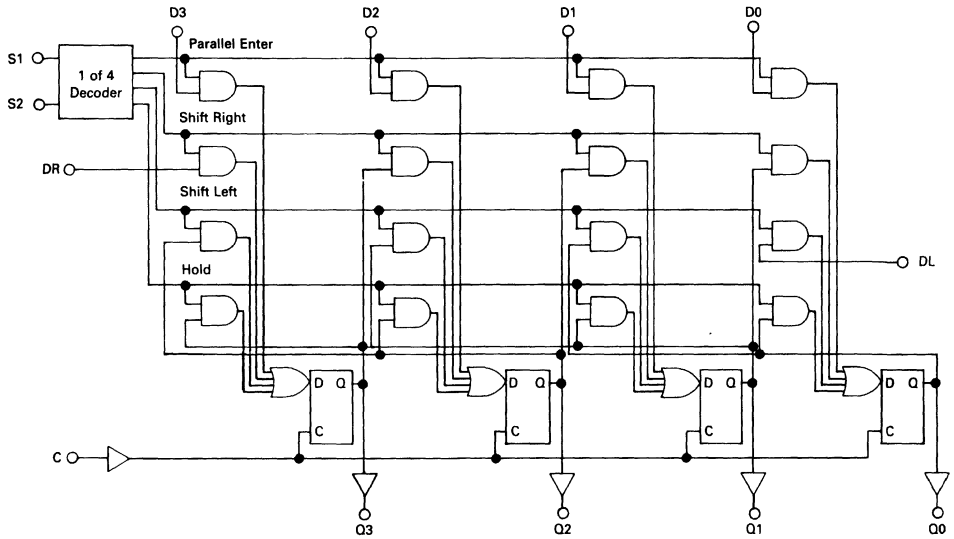 D3
D2
D1
D0
Parallel Enter
S1
1 of 4
Decoder
S2
Shift Right
DR
Shift Left
DL
Hold
D Q
C
D Q
C
D Q
C
D Q
C
C
Q3
Q2
Q1
Q0